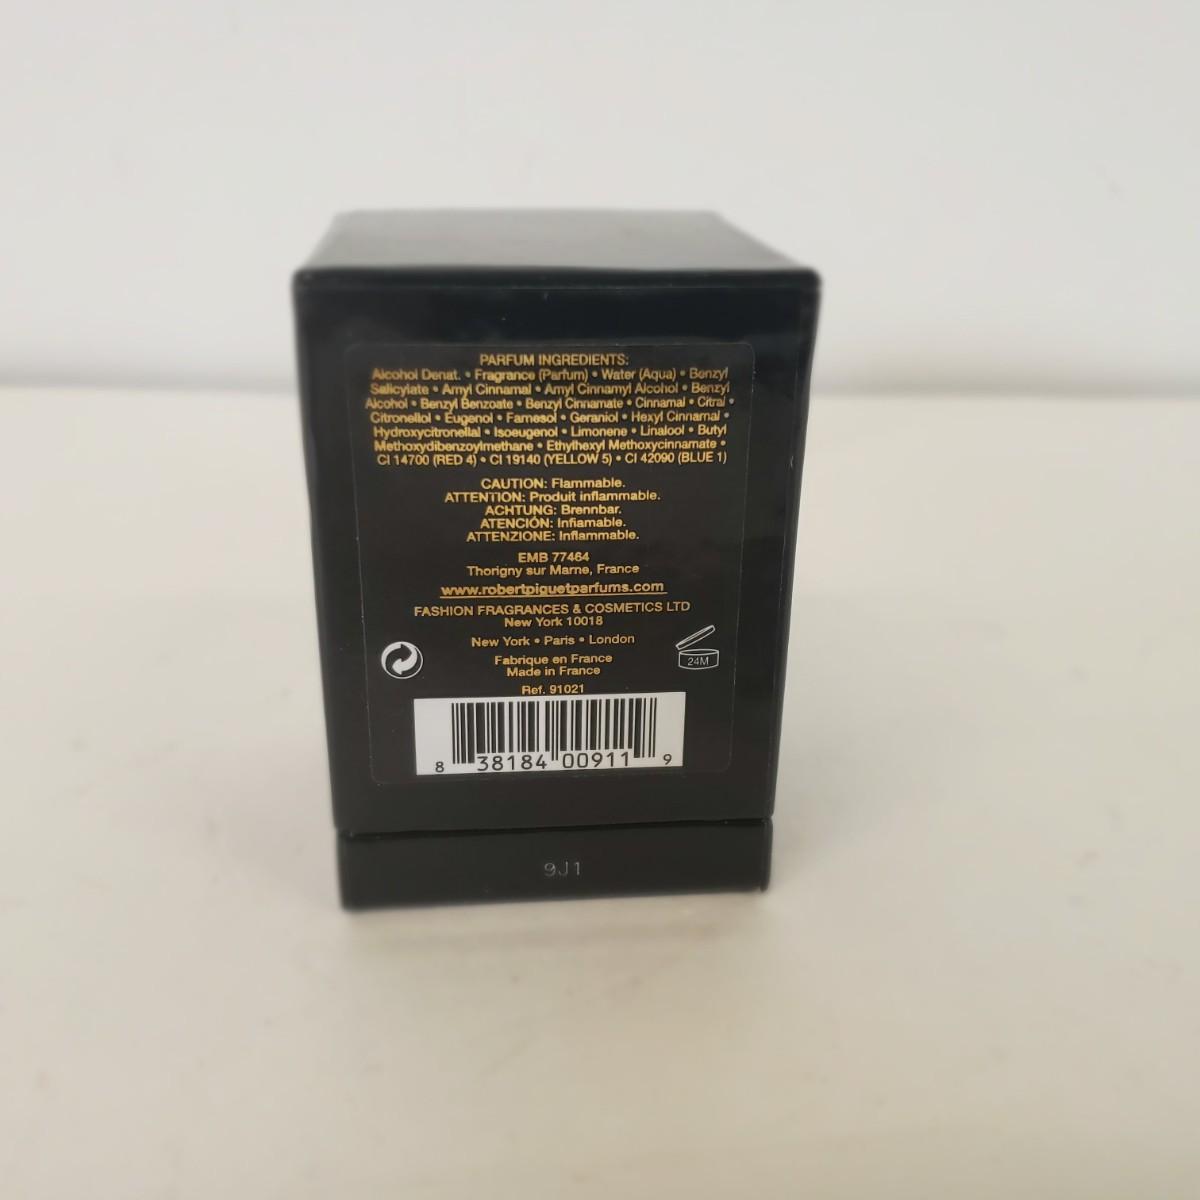 PARFUM INGREDIENTS:
Alcohol Denat. • Fragrance (Parfum) • Water (Aqua) • Benzyl
Salicylate • Amyl Cinnamal • Amyl Cinnamyl Alcohol • Benzyl
Alcohol • Benzyl Benzoate • Benzyl Cinnamate • Cinnamal • Citral •
Citronellol • Eugenol • Farnesol • Geraniol • Hexyl Cinnamal •
Hydroxycitronellal • Isoeugenol • Limonene • Linalool • Butyl
Methoxydibenzoylmethane • Ethylhexyl Methoxycinnamate •
CI 14700 (RED 4) • CI 19140 (YELLOW 5) • CI 42090 (BLUE 1)
CAUTION: Flammable.
ATTENTION: Produit inflammable.
ACHTUNG: Brennbar.
ATENCIÓN: Inflamable.
ATTENZIONE: Inflammable.
EMB 77464
Thorigny sur Marne, France
www.robertpiguetparfums.com
FASHION FRAGRANCES & COSMETICS LTD
New York 10018
New York • Paris • London
Fabrique en France
Made in France
24M
Ref. 91021
8 38184 00911 9
9J1